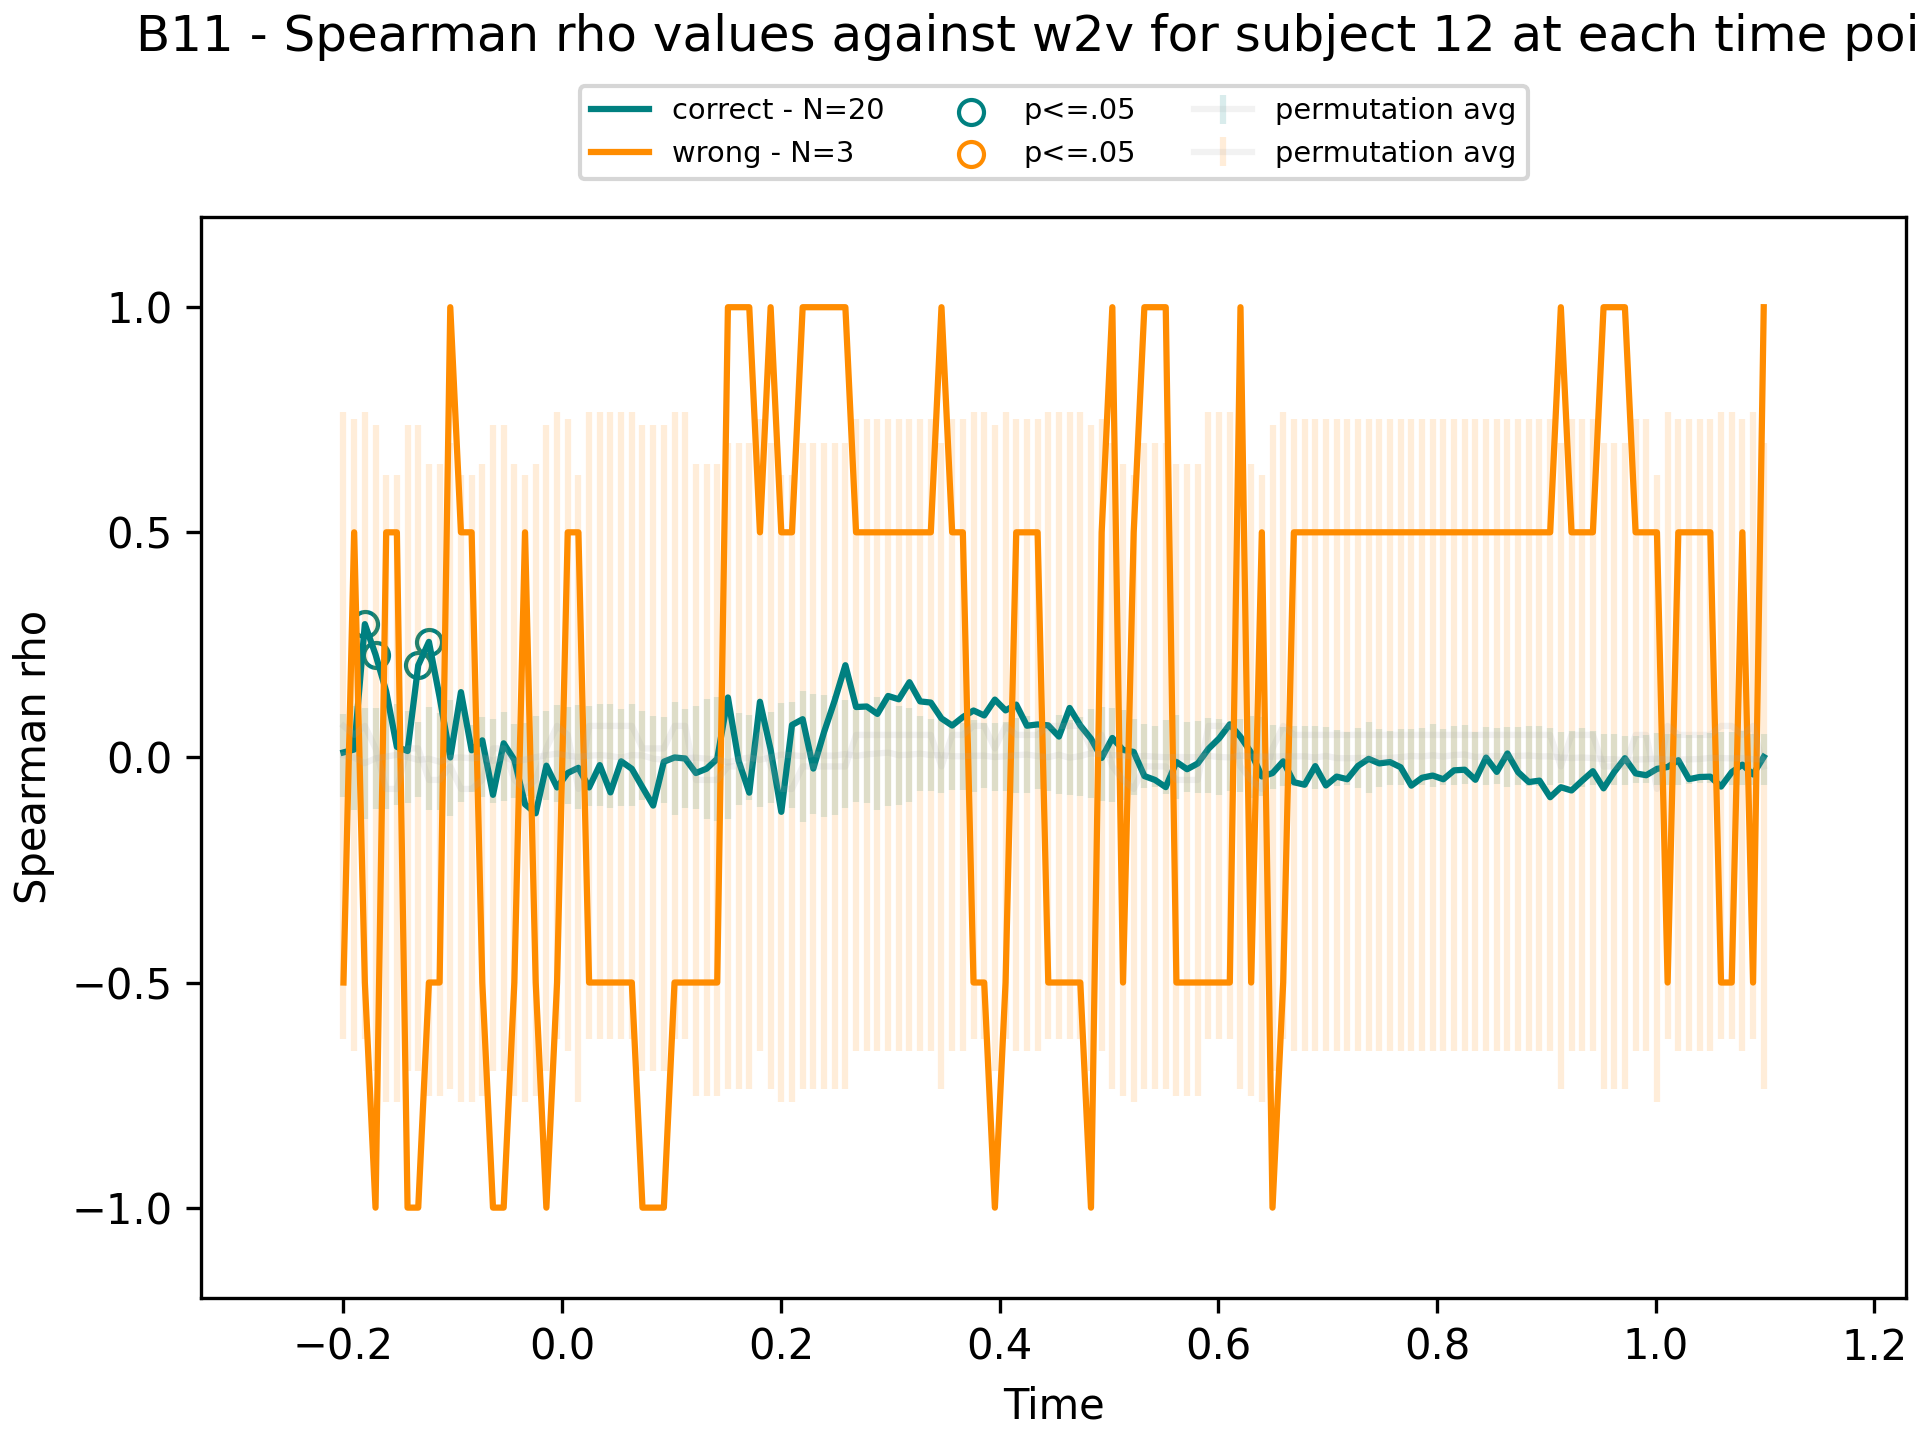 B11 - Spearman rho values against w2v for subject 12 at each time poi
correct - N=20
wrong - N=3
p<=.05
p<=.05
permutation avg
permutation avg
Spearman rho
1.0
0.5
0.0
−0.5
−1.0
−0.2
0.0
0.2
0.4
0.6
0.8
1.0
1.2
Time